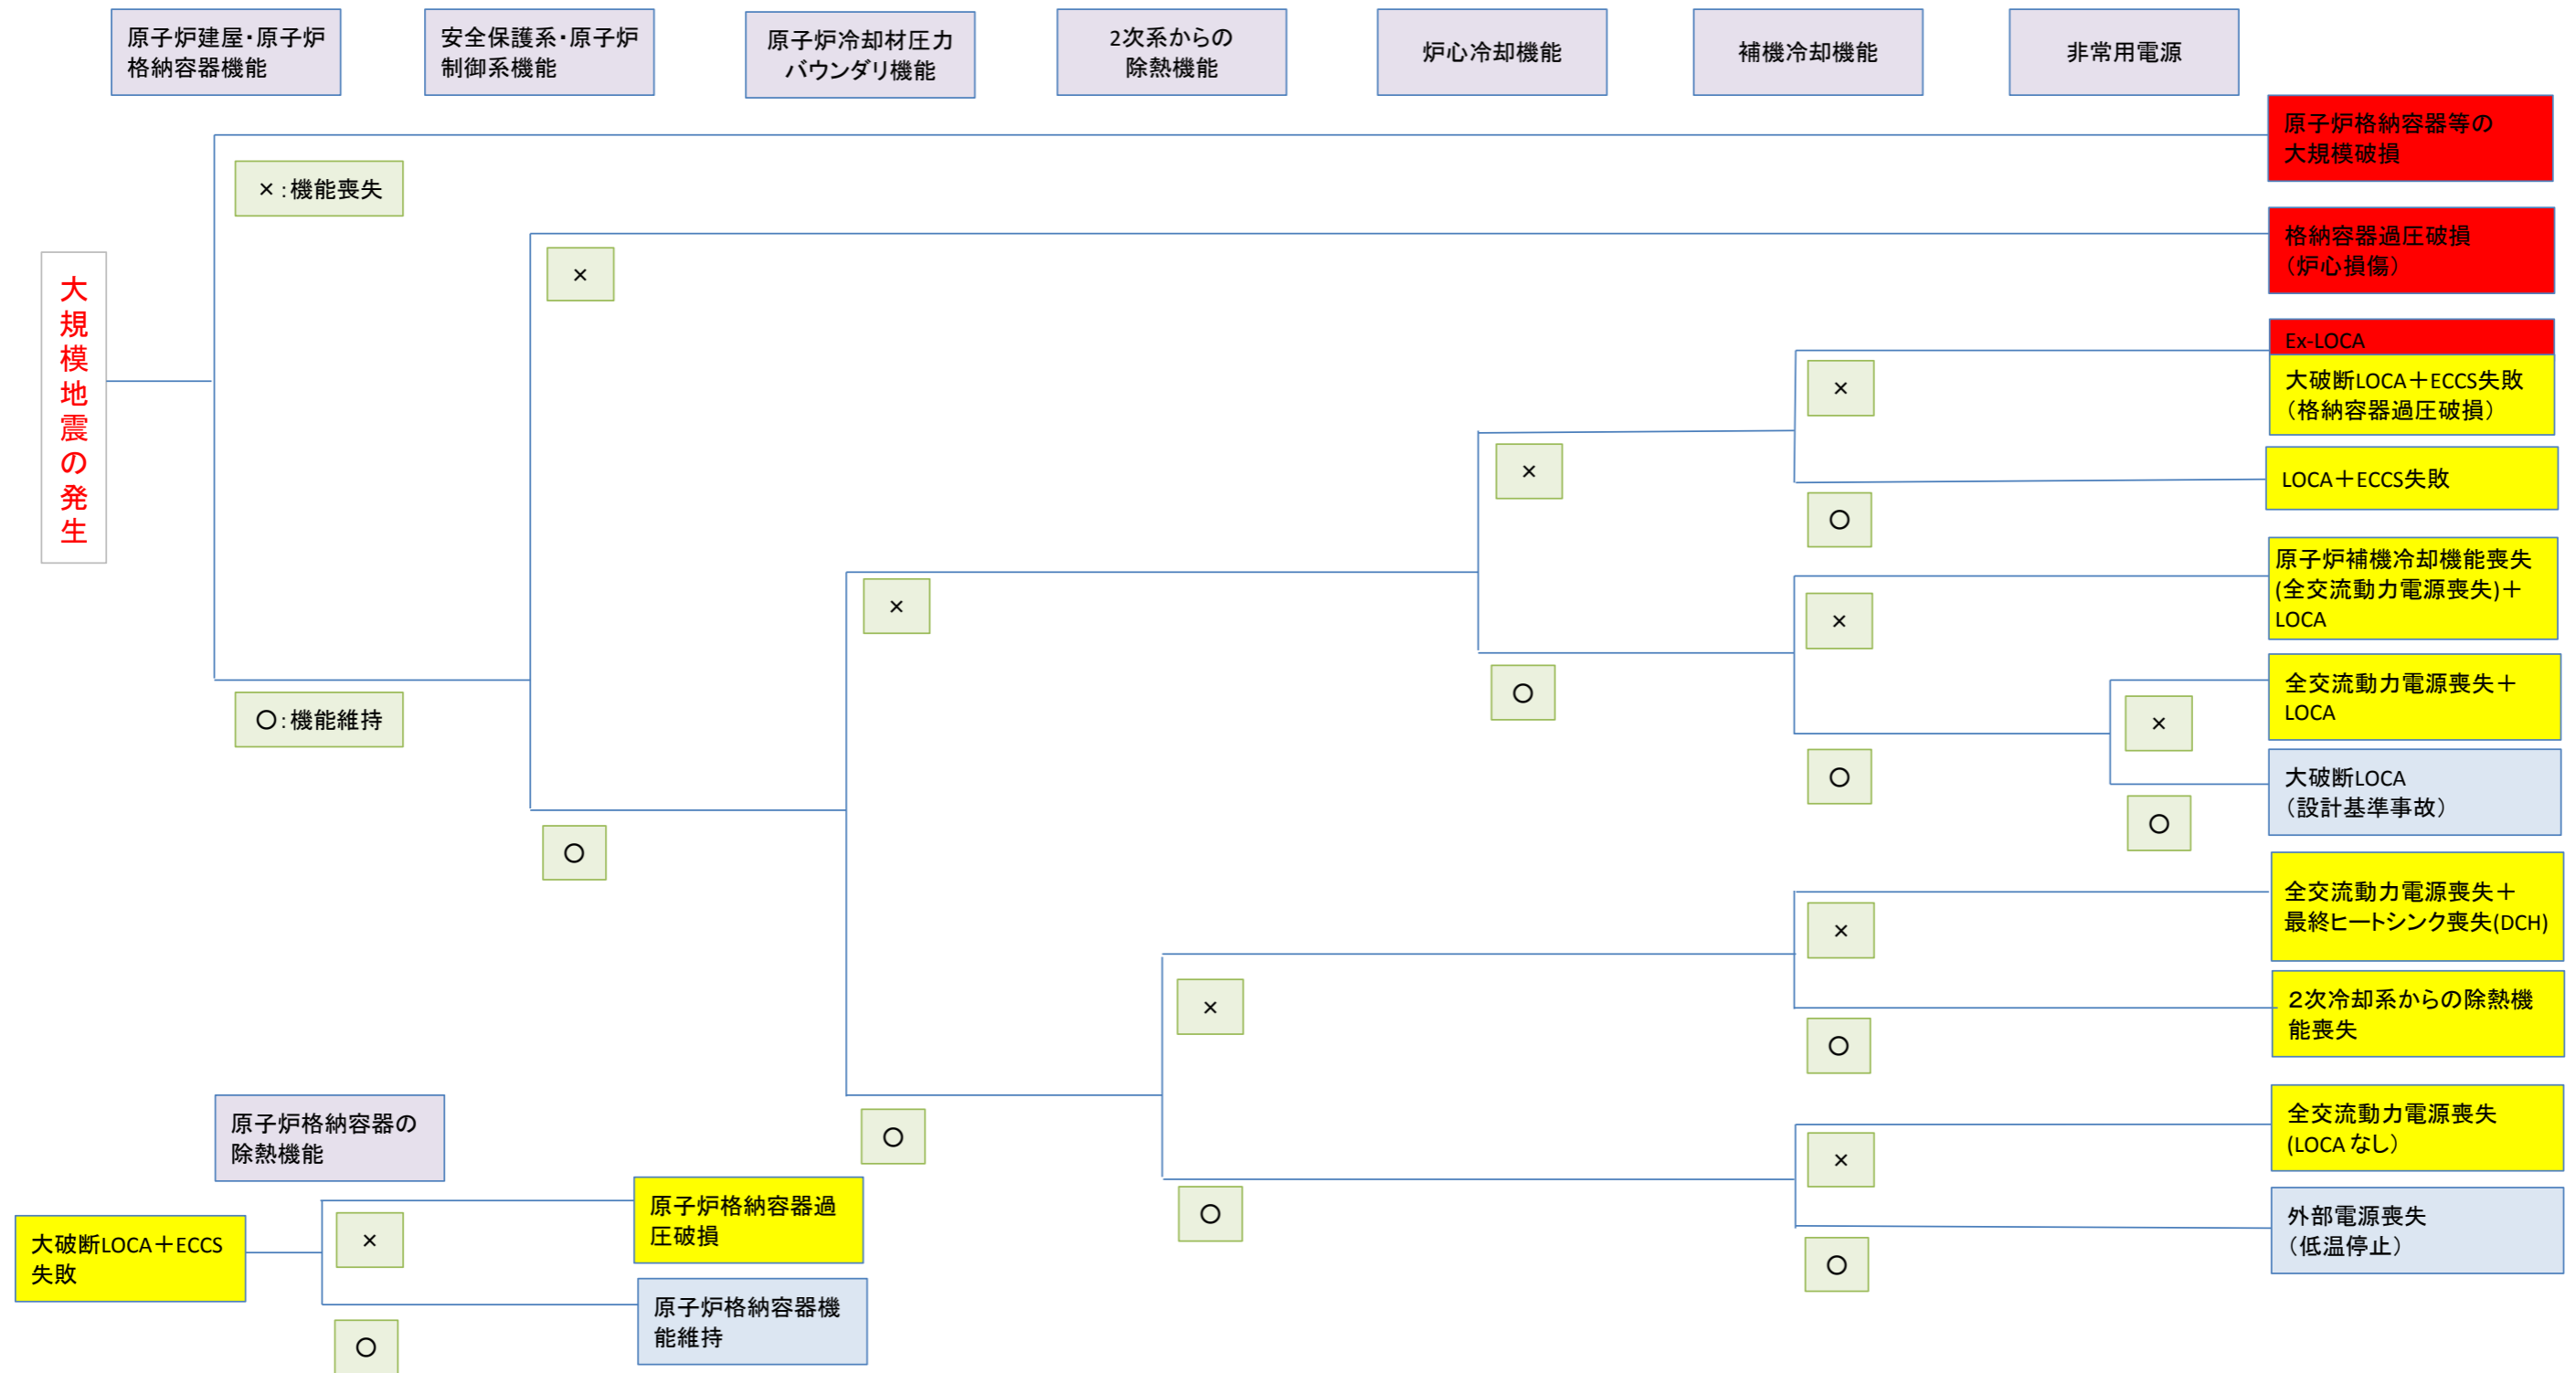 原子炉建屋・原子炉
格納容器機能
安全保護系・原子炉
制御系機能
原子炉冷却材圧力
バウンダリ機能
2次系からの
除熱機能
炉心冷却機能
補機冷却機能
非常用電源
原子炉格納容器等の
大規模破損
×:機能喪失
格納容器過圧破損
(炉心損傷)
×
大規模地震の発生
Ex-LOCA
大破断LOCA+ECCS失敗
(格納容器過圧破損)
×
×
LOCA+ECCS失敗
〇
原子炉補機冷却機能喪失
(全交流動力電源喪失)+
LOCA
×
×
〇
全交流動力電源喪失+
LOCA
×
〇:機能維持
〇
大破断LOCA
(設計基準事故)
〇
〇
全交流動力電源喪失+
最終ヒートシンク喪失(DCH)
×
×
2次冷却系からの除熱機
能喪失
〇
〇
全交流動力電源喪失
(LOCA なし)
×
〇
外部電源喪失
(低温停止)
〇
原子炉格納容器の
除熱機能
大破断LOCA+ECCS
失敗
×
原子炉格納容器過
圧破損
原子炉格納容器機
能維持
〇